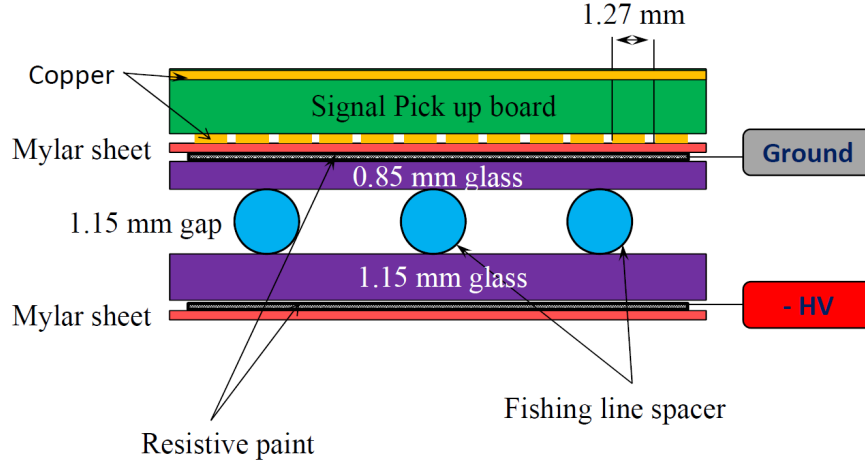 1.27 mm
Copper
Signal Pick up board
Mylar sheet
Ground
0.85 mm glass
1.15 mm gap
1.15 mm glass
- HV
Mylar sheet
Fishing line spacer
Resistive paint